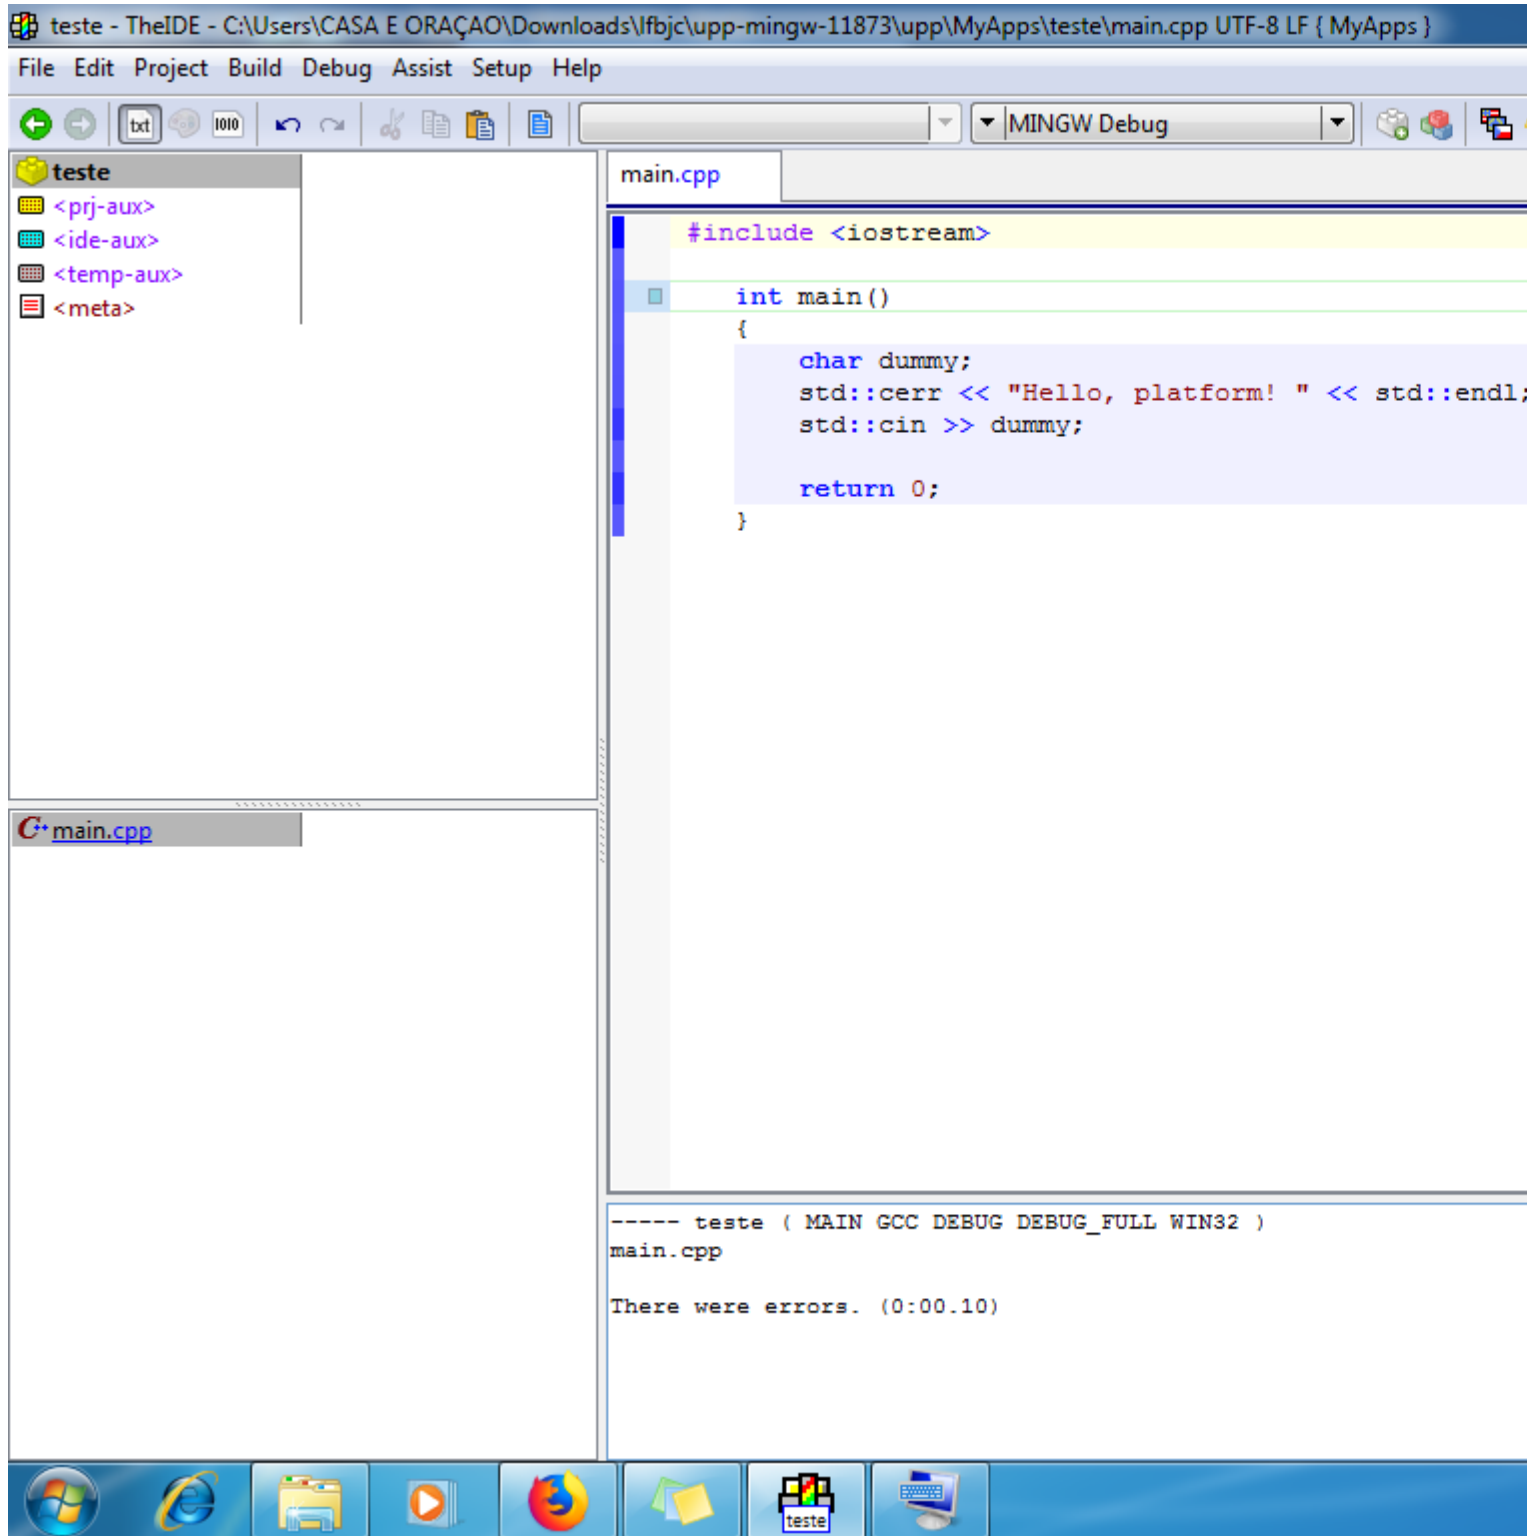 teste - TheIDE - C:\Users\CASA E ORAÇAO\Downloads\lfbjc\upp-mingw-11873\upp\MyApps\teste\main.cpp UTF-8 LF { MyApps }
File Edit Project Build Debug Assist Setup Help
txt 1010 MINGW Debug
teste
<prj-aux>
<ide-aux>
<temp-aux>
<meta>
main.cpp
#include <iostream>
int main()
{
char dummy;
std::cerr << "Hello, platform! " << std::endl;
std::cin >> dummy;
return 0;
}
main.cpp
----- teste ( MAIN GCC DEBUG DEBUG_FULL WIN32 )
main.cpp
There were errors. (0:00.10)
teste